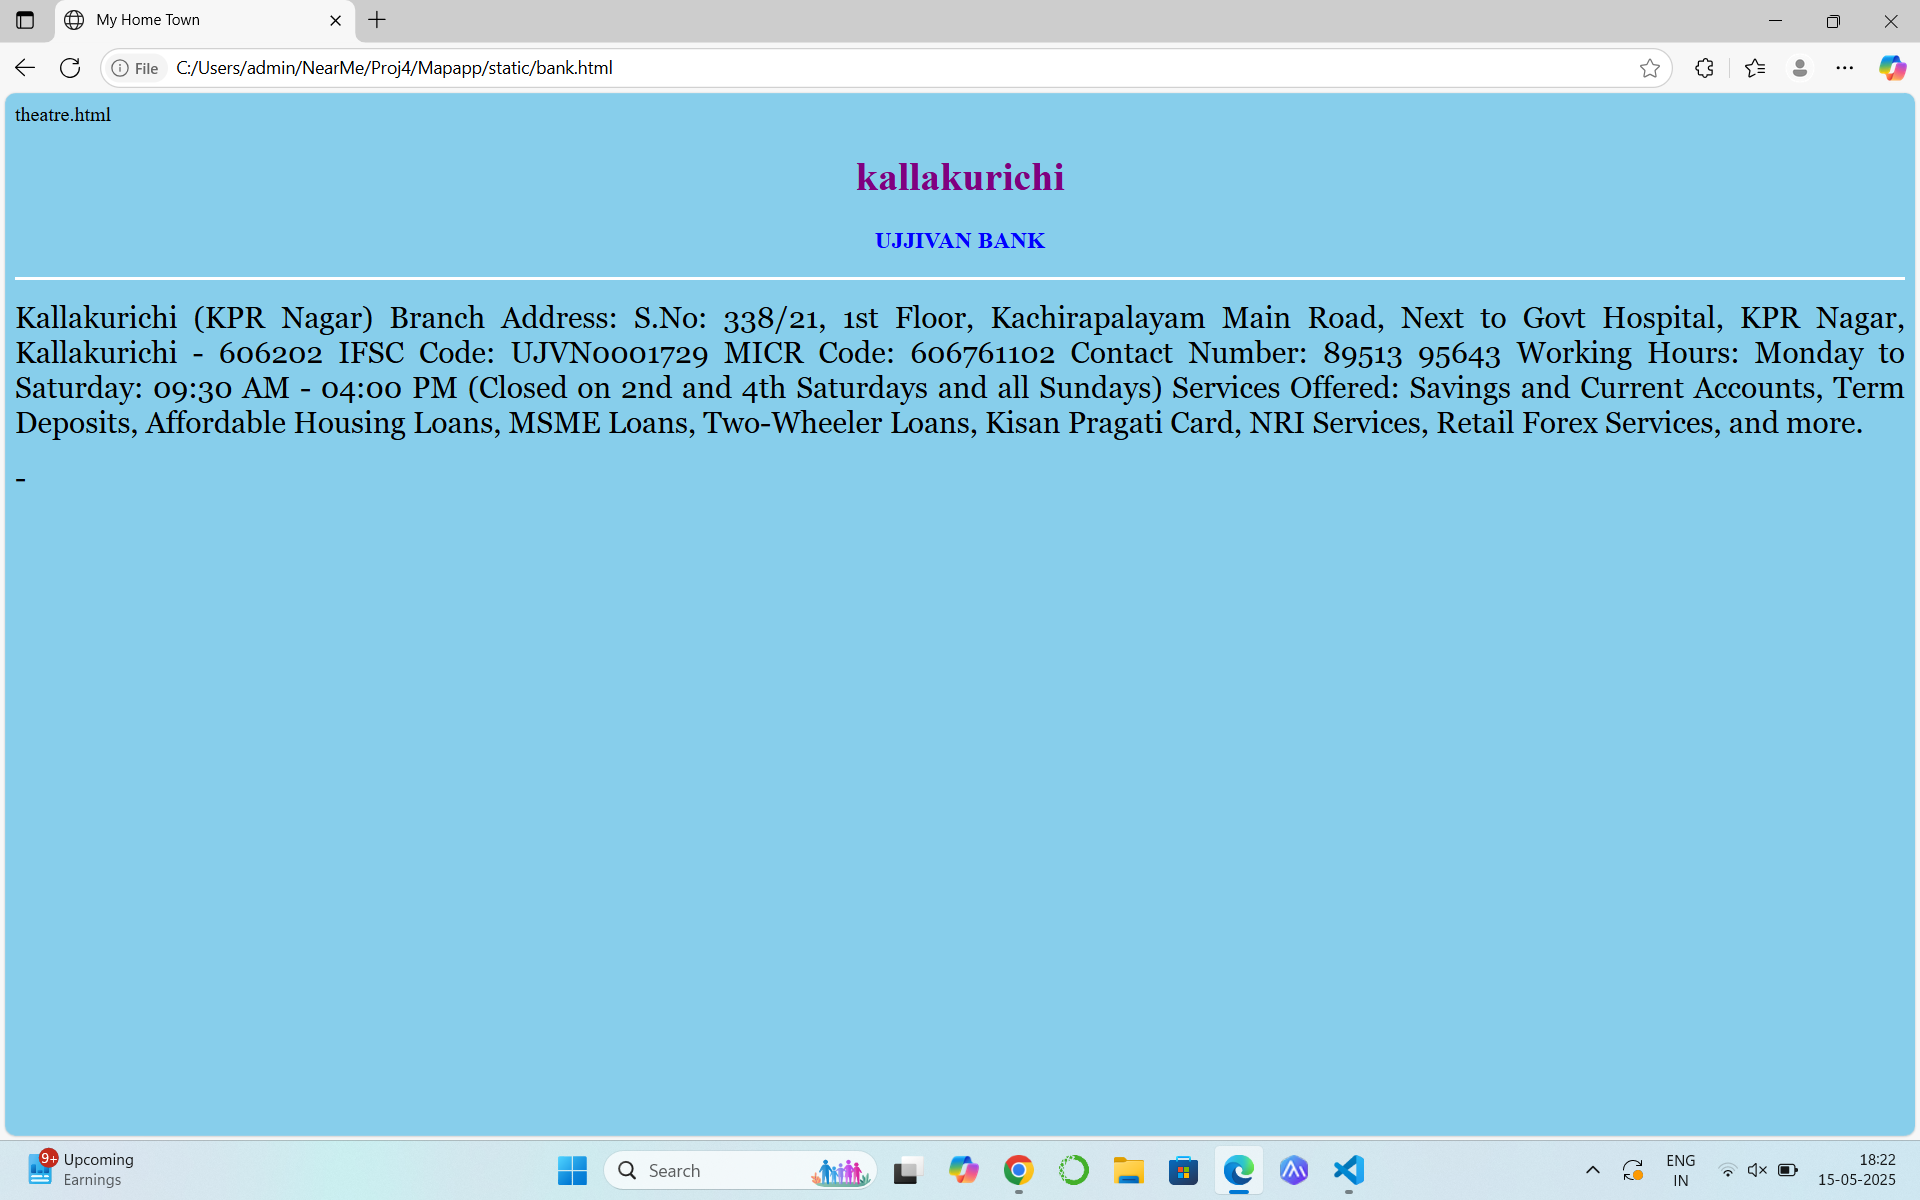 My Home Town
File C:/Users/admin/NearMe/Proj4/Mapapp/static/bank.html
theatre.html
kallakurichi
UJJIVAN BANK
Kallakurichi (KPR Nagar) Branch Address: S.No: 338/21, 1st Floor, Kachirapalayam Main Road, Next to Govt Hospital, KPR Nagar,
Kallakurichi - 606202 IFSC Code: UJVN0001729 MICR Code: 606761102 Contact Number: 89513 95643 Working Hours: Monday to
Saturday: 09:30 AM - 04:00 PM (Closed on 2nd and 4th Saturdays and all Sundays) Services Offered: Savings and Current Accounts, Term
Deposits, Affordable Housing Loans, MSME Loans, Two-Wheeler Loans, Kisan Pragati Card, NRI Services, Retail Forex Services, and more.
-
9+
Upcoming
Earnings
Search
ENG
IN
18:22
15-05-2025